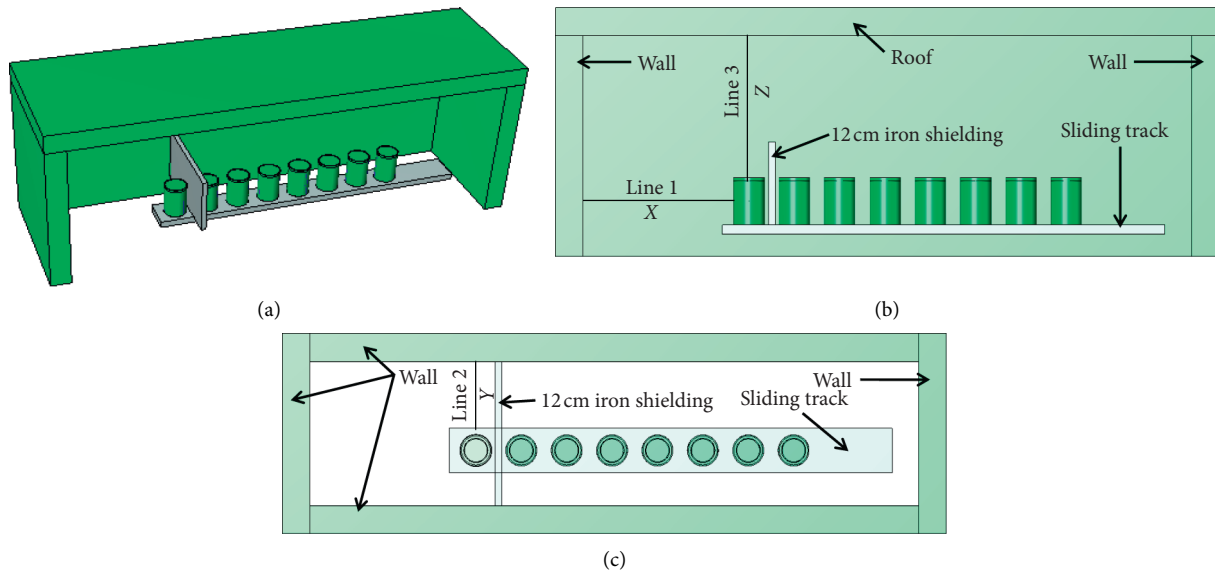 (a)
Wall
Line 3
Z
Roof
Wall
12 cm iron shielding
Sliding track
Line 1
X
(b)
Wall
Line 2
Y
12 cm iron shielding
Sliding track
Wall
(c)